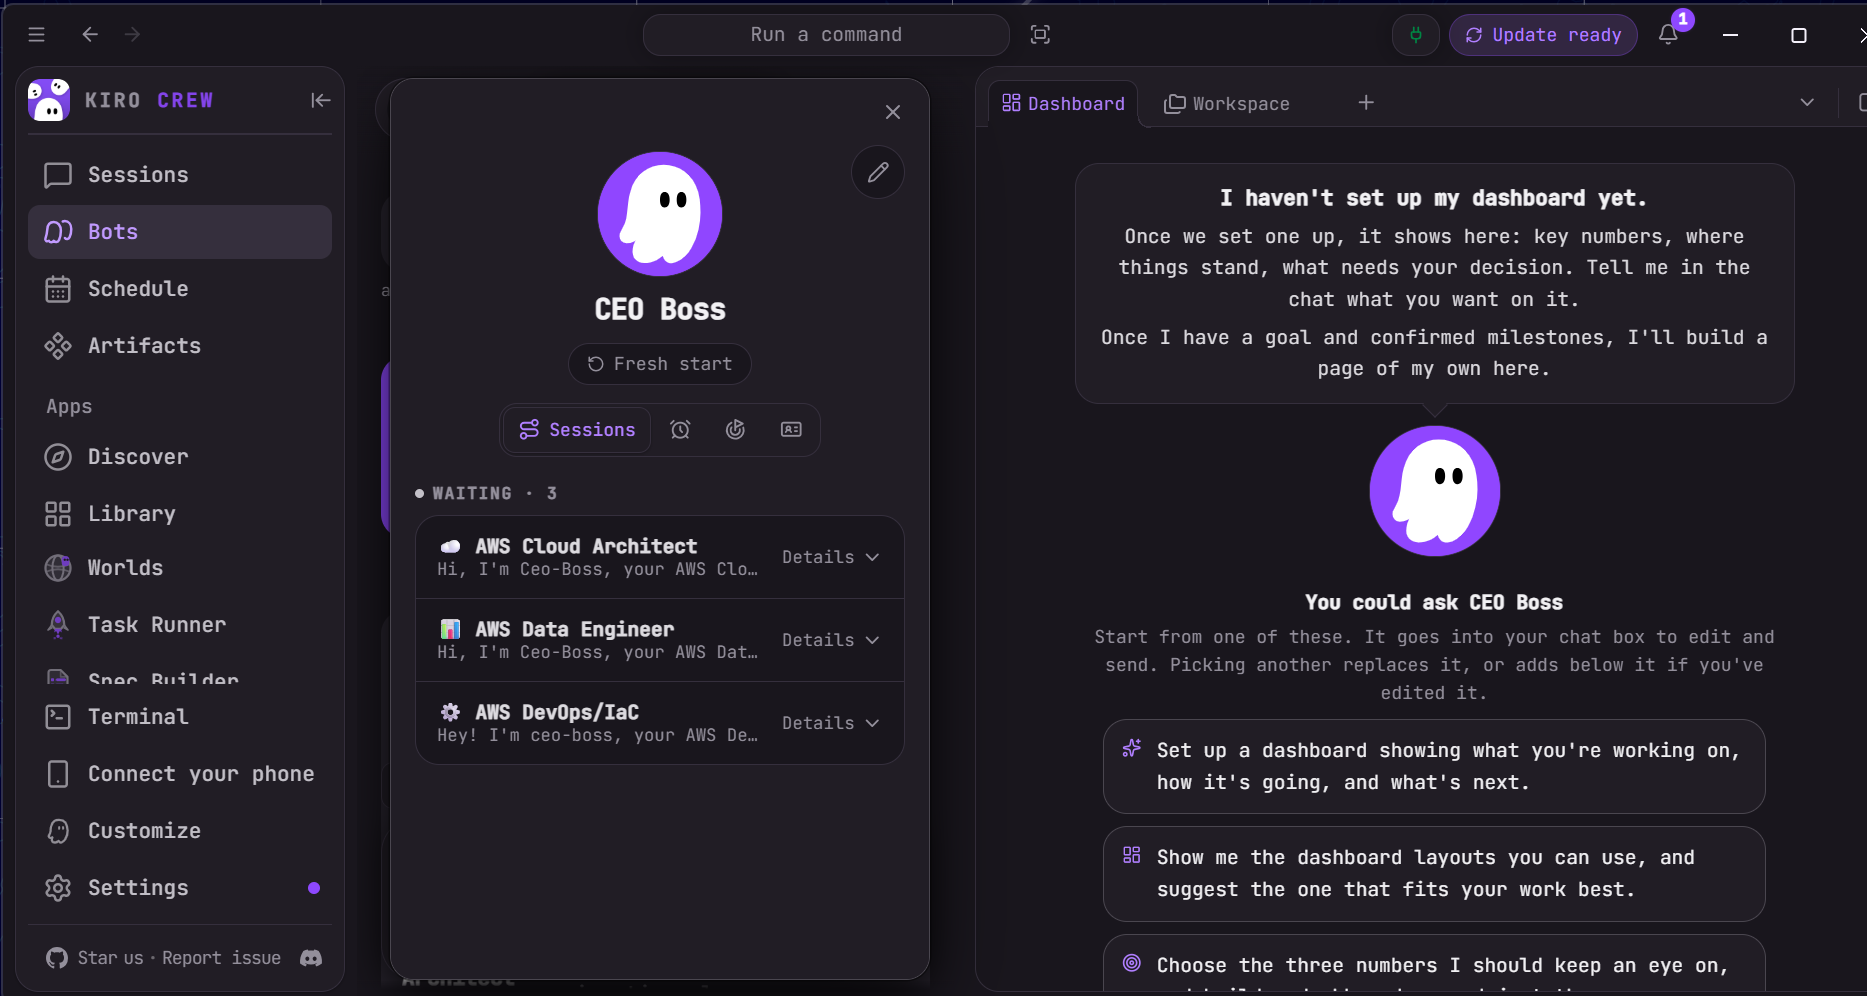 Run a command
Update ready
1
KIRO CREW
Sessions
Bots
Schedule
Artifacts
Apps
Discover
Library
Worlds
Task Runner
Spec Builder
Terminal
Connect your phone
Customize
Settings
Star us · Report issue
a
CEO Boss
Fresh start
Sessions
WAITING · 3
AWS Cloud Architect
Hi, I'm Ceo-Boss, your AWS Clo…
Details
AWS Data Engineer
Hi, I'm Ceo-Boss, your AWS Dat…
Details
AWS DevOps/IaC
Hey! I'm ceo-boss, your AWS De…
Details
Architect
Dashboard
Workspace
I haven't set up my dashboard yet.
Once we set one up, it shows here: key numbers, where
things stand, what needs your decision. Tell me in the
chat what you want on it.
Once I have a goal and confirmed milestones, I'll build a
page of my own here.
You could ask CEO Boss
Start from one of these. It goes into your chat box to edit and
send. Picking another replaces it, or adds below it if you've
edited it.
Set up a dashboard showing what you're working on,
how it's going, and what's next.
Show me the dashboard layouts you can use, and
suggest the one that fits your work best.
Choose the three numbers I should keep an eye on,